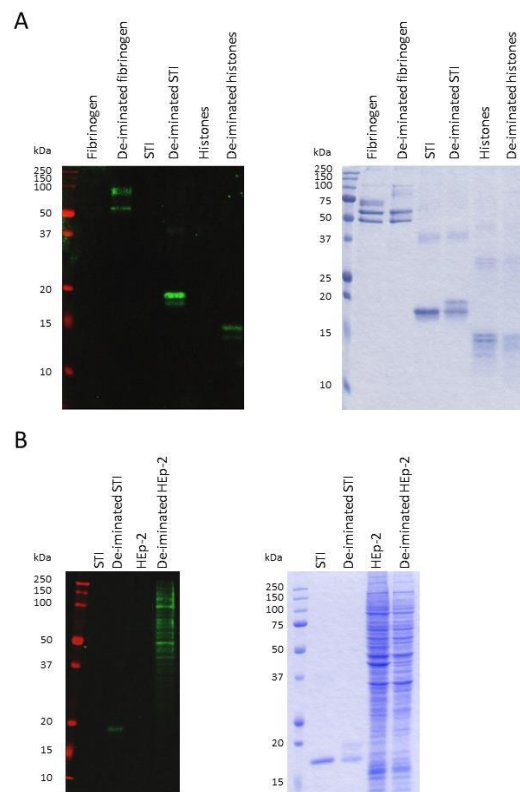 A
Fibrinogen
De-iminated fibrinogen
STI
De-iminated STI
Histones
De-iminated histones
kDa
250
150
100
50
37
20
15
10
Fibrinogen
De-iminated fibrinogen
STI
De-iminated STI
Histones
De-iminated histones
kDa
250
150
100
75
50
37
25
20
15
10
B
STI
De-iminated STI
HEp-2
De-iminated HEp-2
kDa
250
150
100
50
37
20
15
10
STI
De-iminated STI
HEp-2
De-iminated HEp-2
kDa
250
150
100
75
50
37
20
15